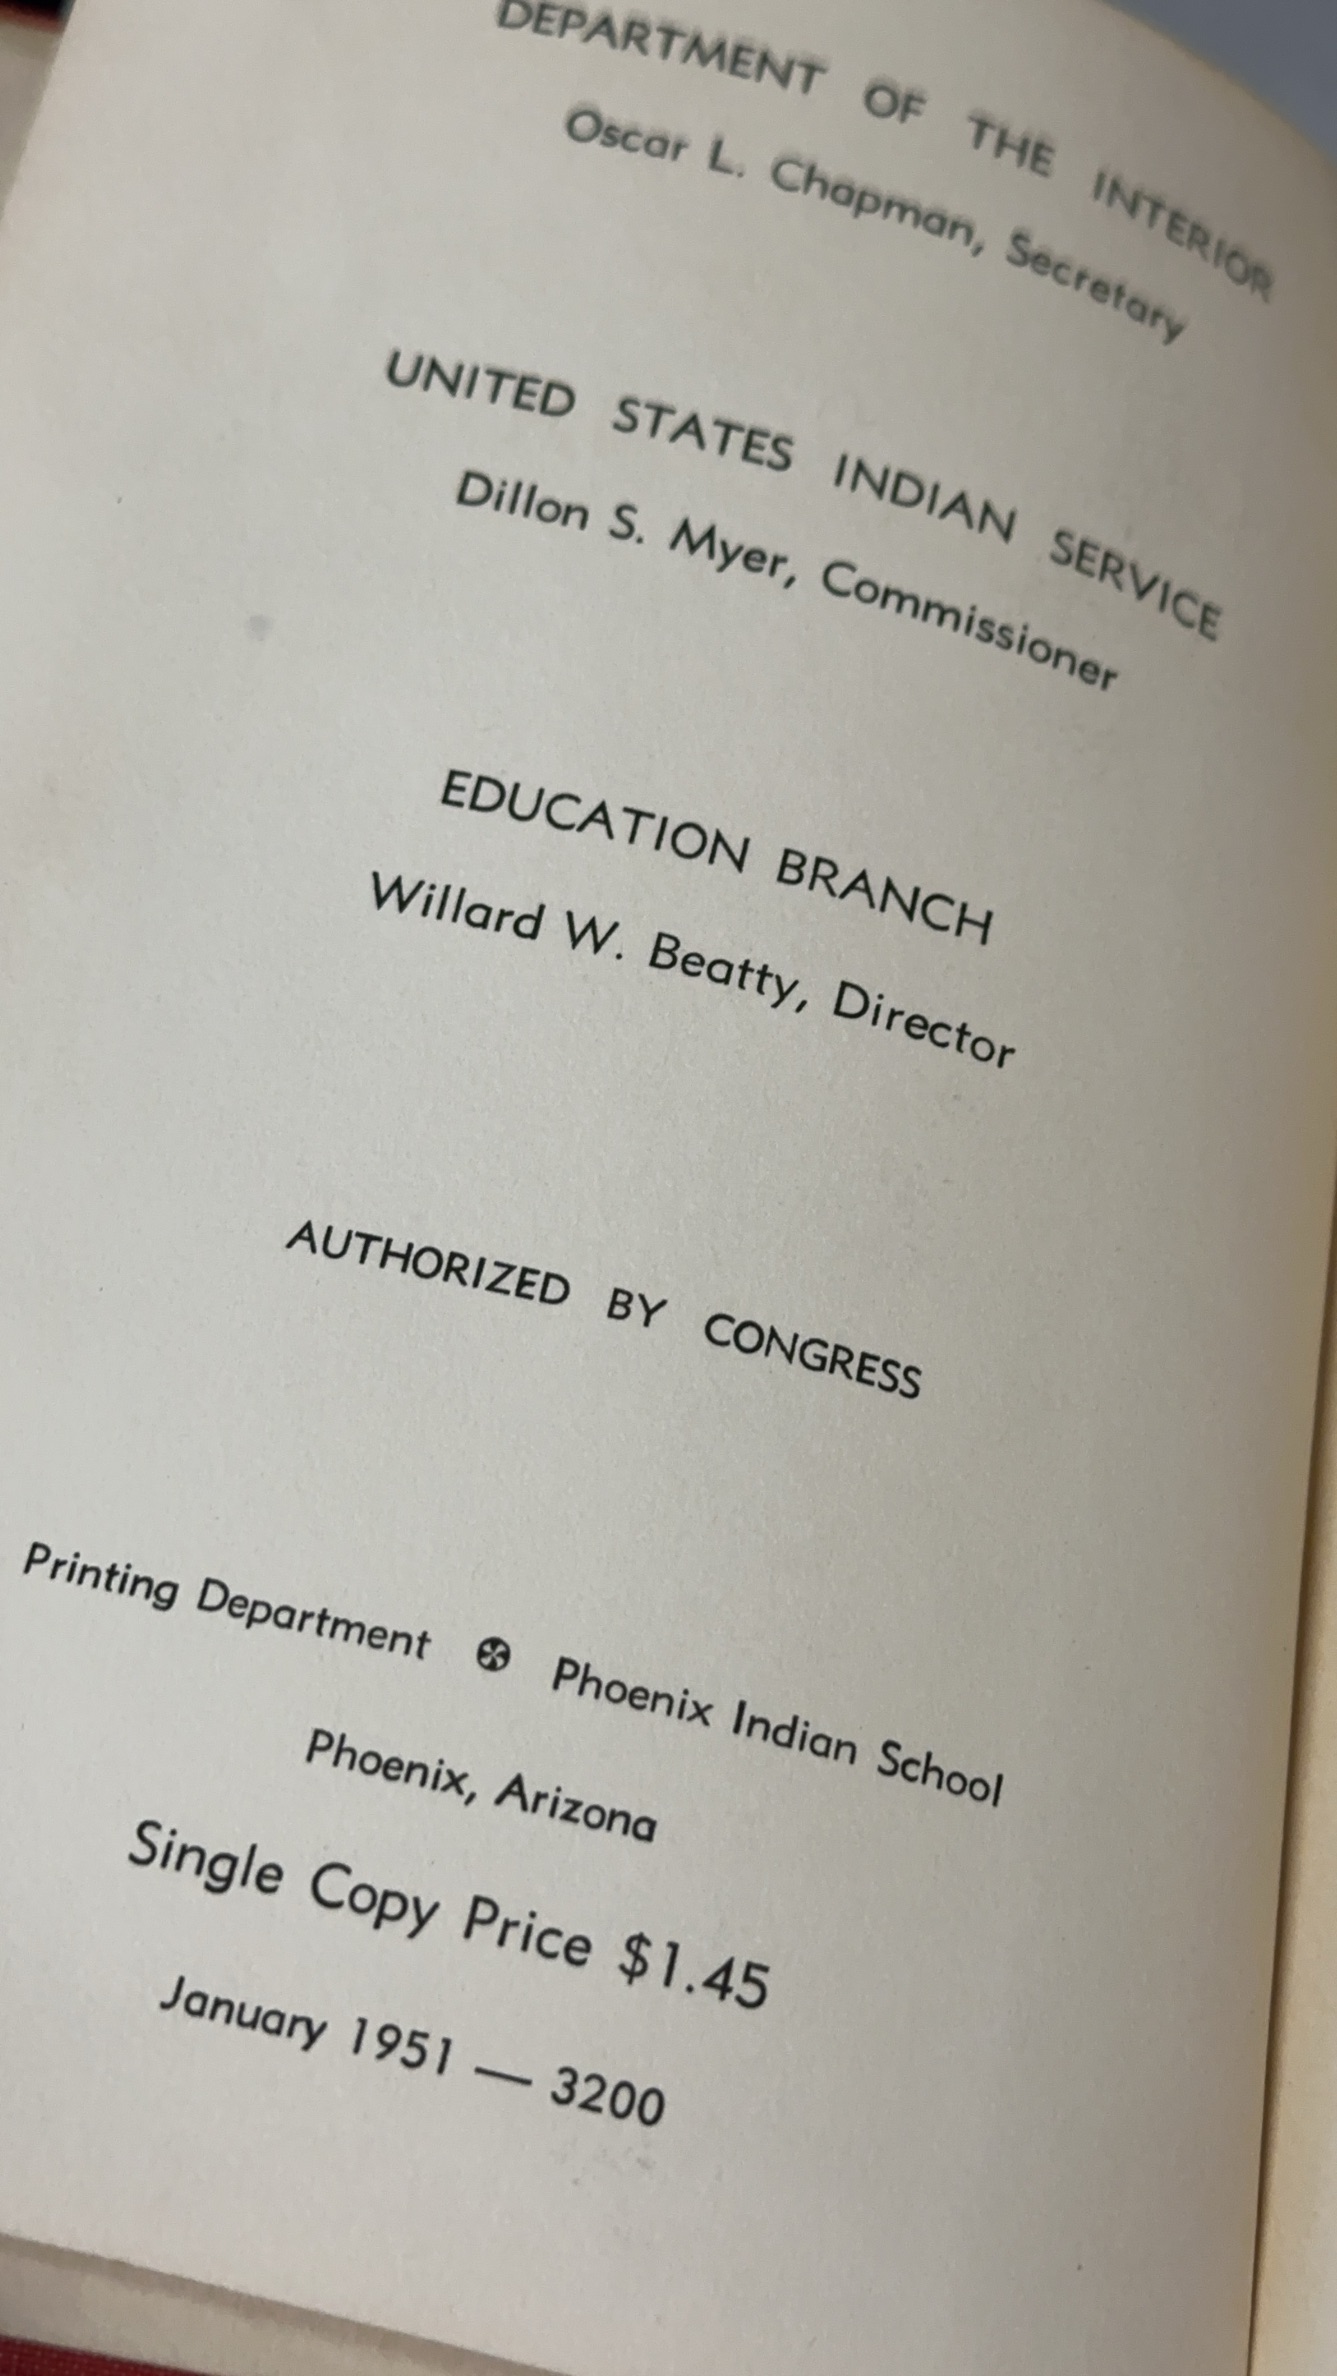 DEPARTMENT OF THE INTERIOR
Oscar L. Chapman, Secretary
UNITED STATES INDIAN SERVICE
Dillon S. Myer, Commissioner
EDUCATION BRANCH
Willard W. Beatty, Director
AUTHORIZED BY CONGRESS
Printing Department Phoenix Indian School
Phoenix, Arizona
Single Copy Price $1.45
January 1951 — 3200